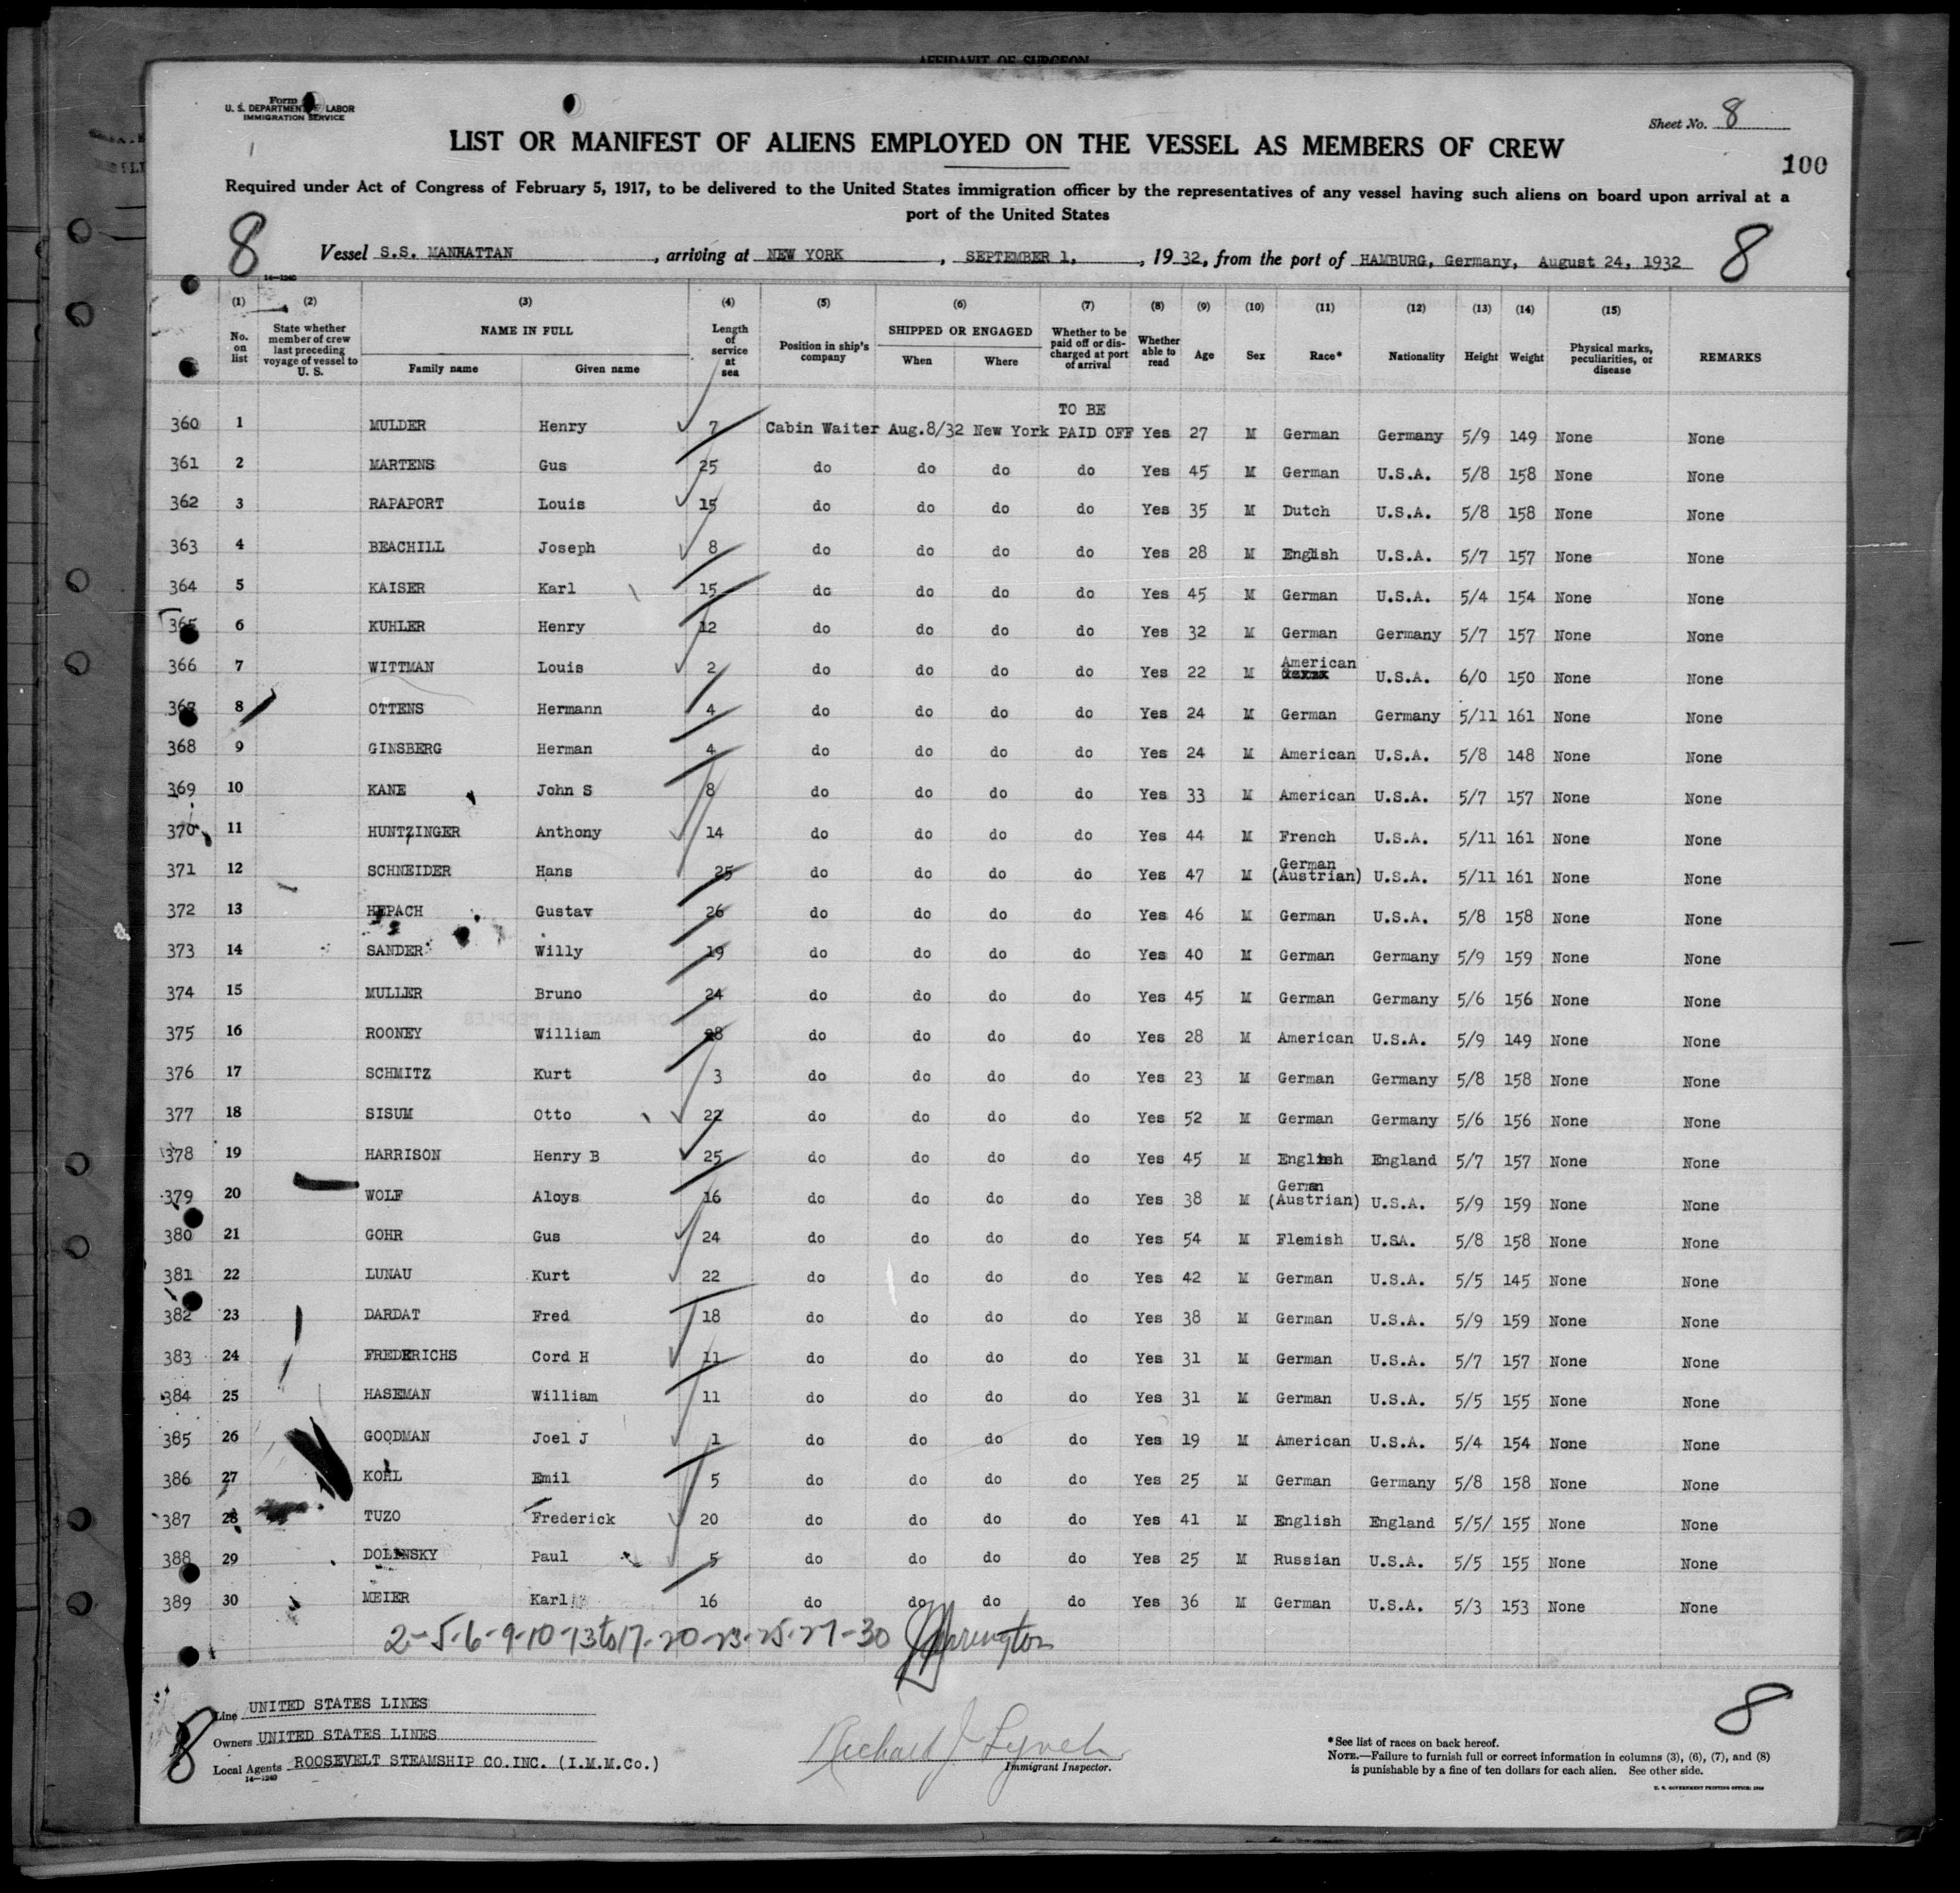 AFFIDAVIT OF SURGEON
Form
U. S. DEPARTMENT OF LABOR
IMMIGRATION SERVICE
Sheet No. 8
LIST OR MANIFEST OF ALIENS EMPLOYED ON THE VESSEL AS MEMBERS OF CREW
100
Required under Act of Congress of February 5, 1917, to be delivered to the United States immigration officer by the representatives of any vessel having such aliens on board upon arrival at a
port of the United States
8 Vessel S.S. MANHATTAN, arriving at NEW YORK, SEPTEMBER 1, 1932, from the port of HAMBURG, Germany, August 24, 1932 8
14-1240
(1) (2) (3) (4) (5) (6) (7) (8) (9) (10) (11) (12) (13) (14) (15)
No. on list State whether member of crew last preceding voyage of vessel to U. S. NAME IN FULL Family name Given name Length of service at sea Position in ship's company SHIPPED OR ENGAGED When Where Whether to be paid off or discharged at port of arrival Whether able to read Age Sex Race* Nationality Height Weight Physical marks, peculiarities, or disease REMARKS
TO BE
360 1 MULDER Henry 7 Cabin Waiter Aug.8/32 New York PAID OFF Yes 27 M German Germany 5/9 149 None None
361 2 MARTENS Gus 25 do do do do Yes 45 M German U.S.A. 5/8 158 None None
362 3 RAPAPORT Louis 15 do do do do Yes 35 M Dutch U.S.A. 5/8 158 None None
363 4 BEACHILL Joseph 8 do do do do Yes 28 M English U.S.A. 5/7 157 None None
364 5 KAISER Karl 15 do do do do Yes 45 M German U.S.A. 5/4 154 None None
365 6 KUHLER Henry 12 do do do do Yes 32 M German Germany 5/7 157 None None
366 7 WITTMAN Louis 2 do do do do Yes 22 M American U.S.A. 6/0 150 None None
367 8 OTTENS Hermann 4 do do do do Yes 24 M German Germany 5/11 161 None None
368 9 GINSBERG Herman 4 do do do do Yes 24 M American U.S.A. 5/8 148 None None
369 10 KANE John S 8 do do do do Yes 33 M American U.S.A. 5/7 157 None None
370 11 HUNTZINGER Anthony 14 do do do do Yes 44 M French U.S.A. 5/11 161 None None
371 12 SCHNEIDER Hans 25 do do do do Yes 47 M German (Austrian) U.S.A. 5/11 161 None None
372 13 HEPACH Gustav 26 do do do do Yes 46 M German U.S.A. 5/8 158 None None
373 14 SANDER Willy 19 do do do do Yes 40 M German Germany 5/9 159 None None
374 15 MULLER Bruno 24 do do do do Yes 45 M German Germany 5/6 156 None None
375 16 ROONEY William 28 do do do do Yes 28 M American U.S.A. 5/9 149 None None
376 17 SCHMITZ Kurt 3 do do do do Yes 23 M German Germany 5/8 158 None None
377 18 SISUM Otto 22 do do do do Yes 52 M German Germany 5/6 156 None None
378 19 HARRISON Henry B 25 do do do do Yes 45 M English England 5/7 157 None None
379 20 WOLF Aloys 16 do do do do Yes 38 M German (Austrian) U.S.A. 5/9 159 None None
380 21 GOHR Gus 24 do do do do Yes 54 M Flemish U.SA. 5/8 158 None None
381 22 LUNAU Kurt 22 do do do do Yes 42 M German U.S.A. 5/5 145 None None
382 23 DARDAT Fred 18 do do do do Yes 38 M German U.S.A. 5/9 159 None None
383 24 FREDERICHS Cord H 11 do do do do Yes 31 M German U.S.A. 5/7 157 None None
384 25 HASEMAN William 11 do do do do Yes 31 M German U.S.A. 5/5 155 None None
385 26 GOODMAN Joel J 1 do do do do Yes 19 M American U.S.A. 5/4 154 None None
386 27 KOHL Emil 5 do do do do Yes 25 M German Germany 5/8 158 None None
387 28 TUZO Frederick 20 do do do do Yes 41 M English England 5/5/ 155 None None
388 29 DOLINSKY Paul 5 do do do do Yes 25 M Russian U.S.A. 5/5 155 None None
389 30 MEIER Karl 16 do do do do Yes 36 M German U.S.A. 5/3 153 None None
2-5-6-9-10-13 to 17-20-23-25-27-30
8
Line UNITED STATES LINES
Owners UNITED STATES LINES
8 Local Agents ROOSEVELT STEAMSHIP CO.INC. (I.M.M.Co.)
14-1240
Richard J. Lynch
Immigrant Inspector.
*See list of races on back hereof.
NOTE.—Failure to furnish full or correct information in columns (3), (6), (7), and (8)
is punishable by a fine of ten dollars for each alien. See other side.